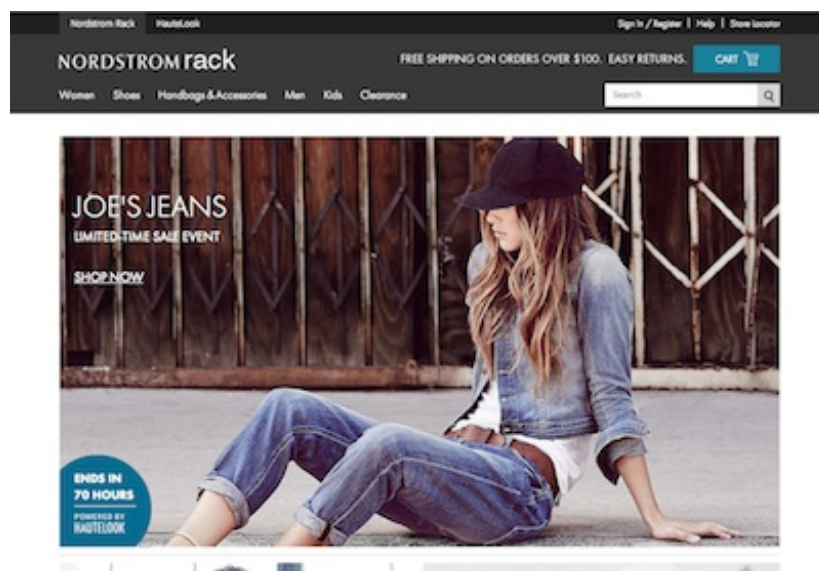 Nordstrom Rack HauteLook Sign In / Register | Help | Store Locator
NORDSTROM rack FREE SHIPPING ON ORDERS OVER $100. EASY RETURNS. CART
Women Shoes Handbags & Accessories Men Kids Clearance Search
JOE'S JEANS
LIMITED-TIME SALE EVENT
SHOP NOW
ENDS IN
70 HOURS
POWERED BY
HAUTELOOK